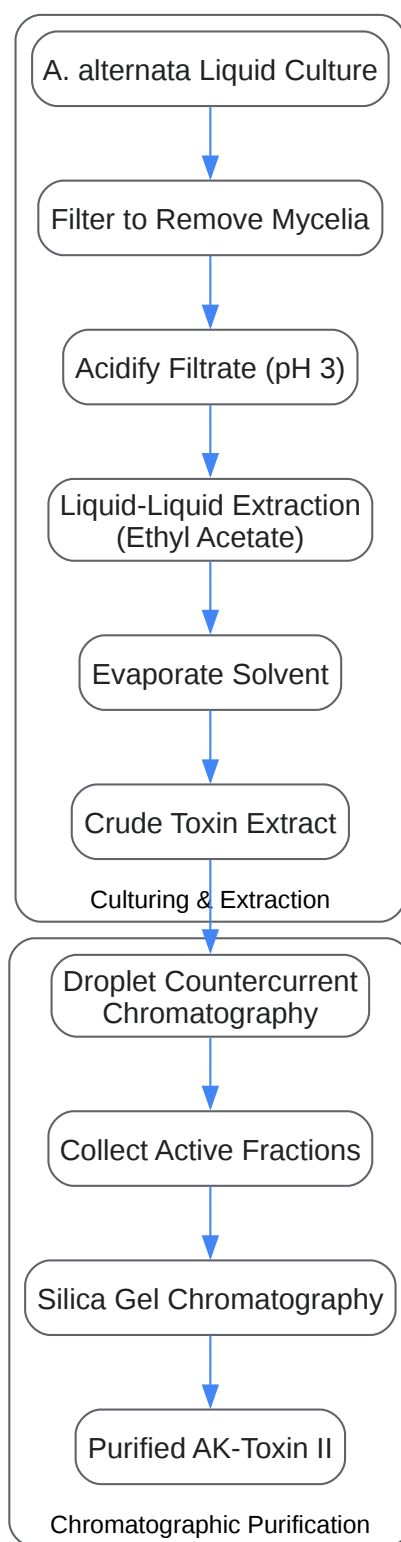 A. alternata Liquid Culture
Filter to Remove Mycelia
Acidify Filtrate (pH 3)
Liquid-Liquid Extraction
(Ethyl Acetate)
Evaporate Solvent
Crude Toxin Extract
Culturing & Extraction
Droplet Countercurrent
Chromatography
Collect Active Fractions
Silica Gel Chromatography
Purified AK-Toxin II
Chromatographic Purification